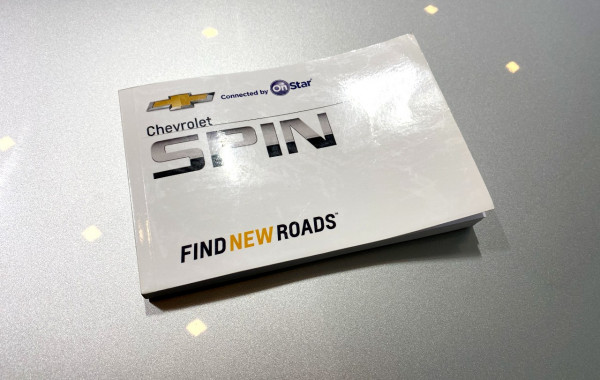 Connected by OnStar®
Chevrolet
SPIN
FIND NEW ROADS™